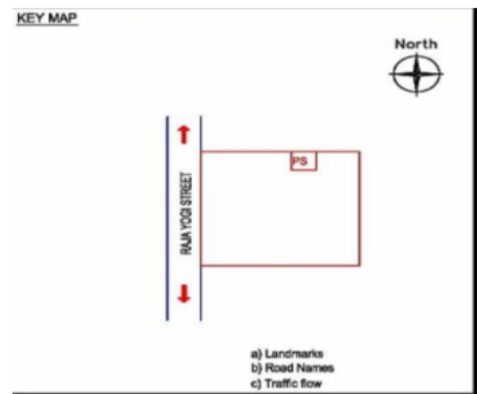 KEY MAP
North
PS
RAJA YOGI STREET
a) Landmarks
b) Road Names
c) Traffic flow